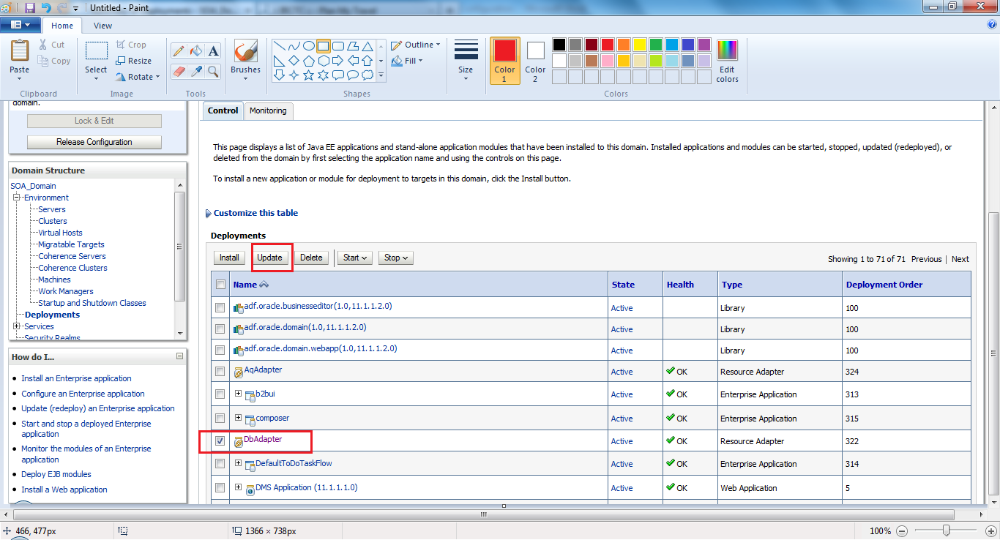 Untitled - Paint
Home
View
Paste
Cut
Copy
Clipboard
Select
Crop
Resize
Rotate
Image
A
Tools
Brushes
Shapes
Outline
Fill
Size
Color 1
Color 2
Colors
Edit colors
domain.
Lock & Edit
Release Configuration
Domain Structure
SOA_Domain
Environment
Servers
Clusters
Virtual Hosts
Migratable Targets
Coherence Servers
Coherence Clusters
Machines
Work Managers
Startup and Shutdown Classes
Deployments
Services
Security Realms
How do I...
Install an Enterprise application
Configure an Enterprise application
Update (redeploy) an Enterprise application
Start and stop a deployed Enterprise
application
Monitor the modules of an Enterprise
application
Deploy EJB modules
Install a Web application
Control
Monitoring
This page displays a list of Java EE applications and stand-alone application modules that have been installed to this domain. Installed applications and modules can be started, stopped, updated (redeployed), or
deleted from the domain by first selecting the application name and using the controls on this page.
To install a new application or module for deployment to targets in this domain, click the Install button.
Customize this table
Deployments
Install Update Delete Start Stop
Showing 1 to 71 of 71 Previous | Next
Name State Health Type Deployment Order
adf.oracle.businesseditor(1.0,11.1.1.2.0) Active Library 100
adf.oracle.domain(1.0,11.1.1.2.0) Active Library 100
adf.oracle.domain.webapp(1.0,11.1.1.2.0) Active Library 100
AqAdapter Active OK Resource Adapter 324
b2bui Active OK Enterprise Application 313
composer Active OK Enterprise Application 315
DbAdapter Active OK Resource Adapter 322
DefaultToDoTaskFlow Active OK Enterprise Application 314
DMS Application (11.1.1.1.0) Active OK Web Application 5
466, 477px
1366 × 738px
100%